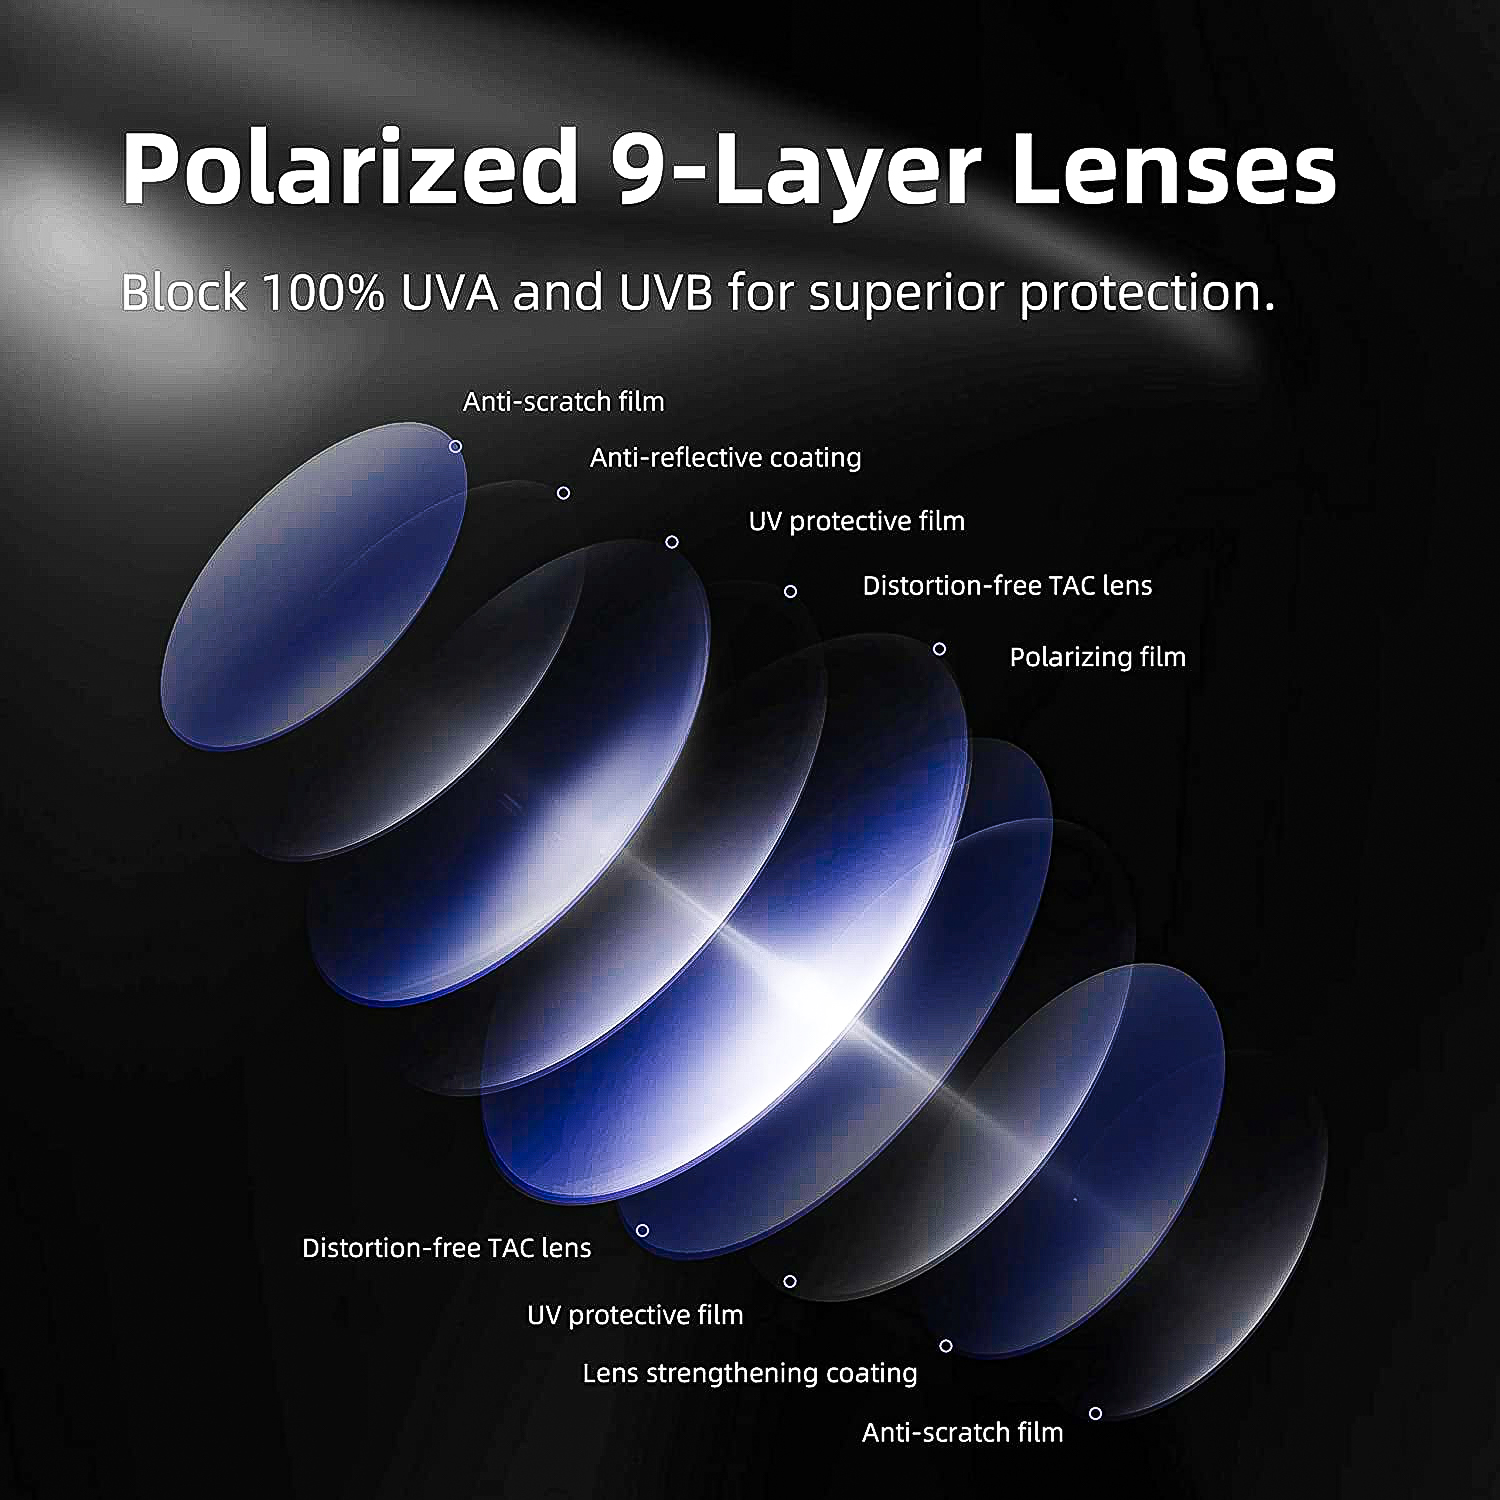 Polarized 9-Layer Lenses
Block 100% UVA and UVB for superior protection.
Anti-scratch film
Anti-reflective coating
UV protective film
Distortion-free TAC lens
Polarizing film
Distortion-free TAC lens
UV protective film
Lens strengthening coating
Anti-scratch film